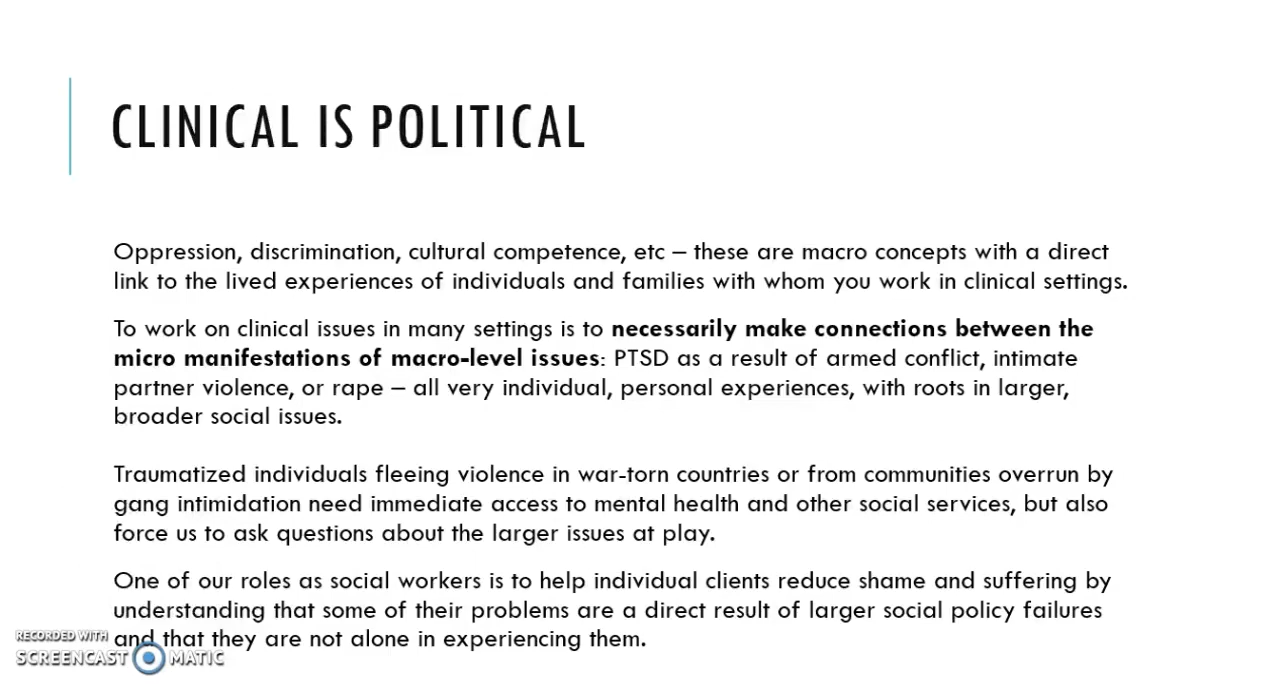 CLINICAL IS POLITICAL
Oppression, discrimination, cultural competence, etc – these are macro concepts with a direct
link to the lived experiences of individuals and families with whom you work in clinical settings.
To work on clinical issues in many settings is to necessarily make connections between the
micro manifestations of macro-level issues: PTSD as a result of armed conflict, intimate
partner violence, or rape – all very individual, personal experiences, with roots in larger,
broader social issues.
Traumatized individuals fleeing violence in war-torn countries or from communities overrun by
gang intimidation need immediate access to mental health and other social services, but also
force us to ask questions about the larger issues at play.
One of our roles as social workers is to help individual clients reduce shame and suffering by
understanding that some of their problems are a direct result of larger social policy failures
and that they are not alone in experiencing them.
RECORDED WITH
SCREENCAST MATIC